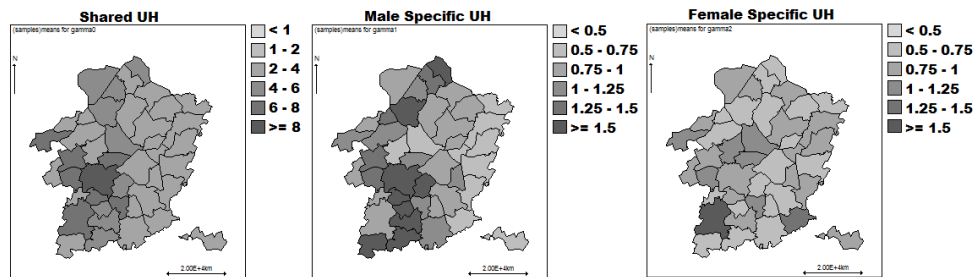 Shared UH
(samples)means for gamma0
N
2.00E+4km
< 1
1 - 2
2 - 4
4 - 6
6 - 8
>= 8
Male Specific UH
(samples)means for gamma1
N
2.00E+4km
< 0.5
0.5 - 0.75
0.75 - 1
1 - 1.25
1.25 - 1.5
>= 1.5
Female Specific UH
(samples)means for gamma2
N
2.00E+4km
< 0.5
0.5 - 0.75
0.75 - 1
1 - 1.25
1.25 - 1.5
>= 1.5